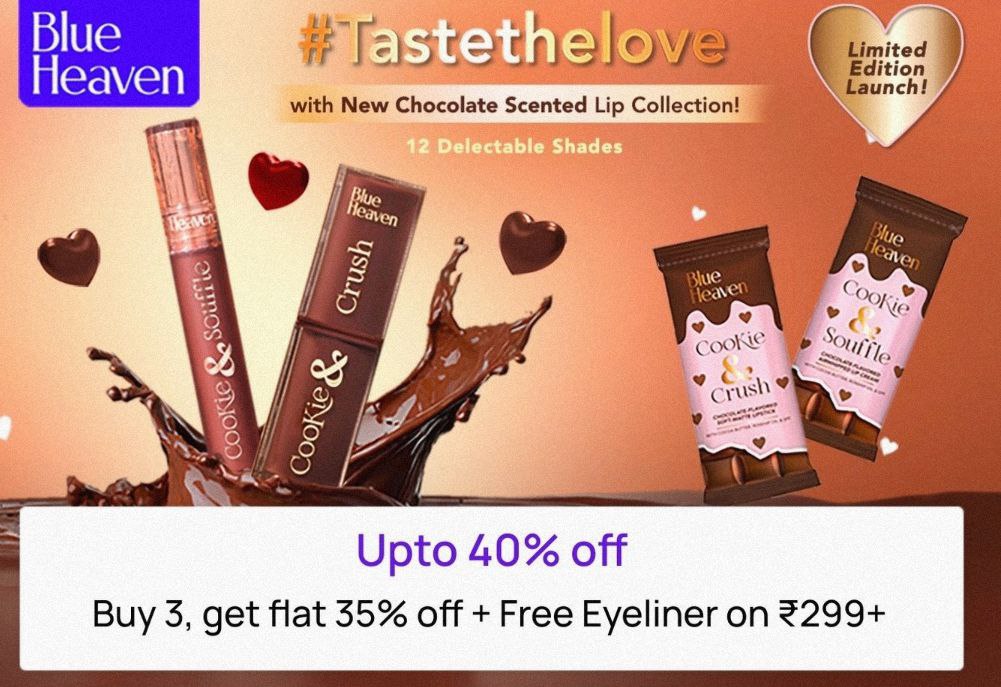 Blue
Heaven
#Tastethelove
with New Chocolate Scented Lip Collection!
12 Delectable Shades
Limited
Edition
Launch!
Heaven
Cookie & Souffle
Blue
Heaven
Cookie & Crush
Blue
Heaven
Cookie
&
Crush
CHOCOLATE-FLAVORED
SOFT-MATTE LIPSTICK
Blue
Heaven
Cookie
&
Souffle
CHOCOLATE FLAVORED
Upto 40% off
Buy 3, get flat 35% off + Free Eyeliner on ₹299+